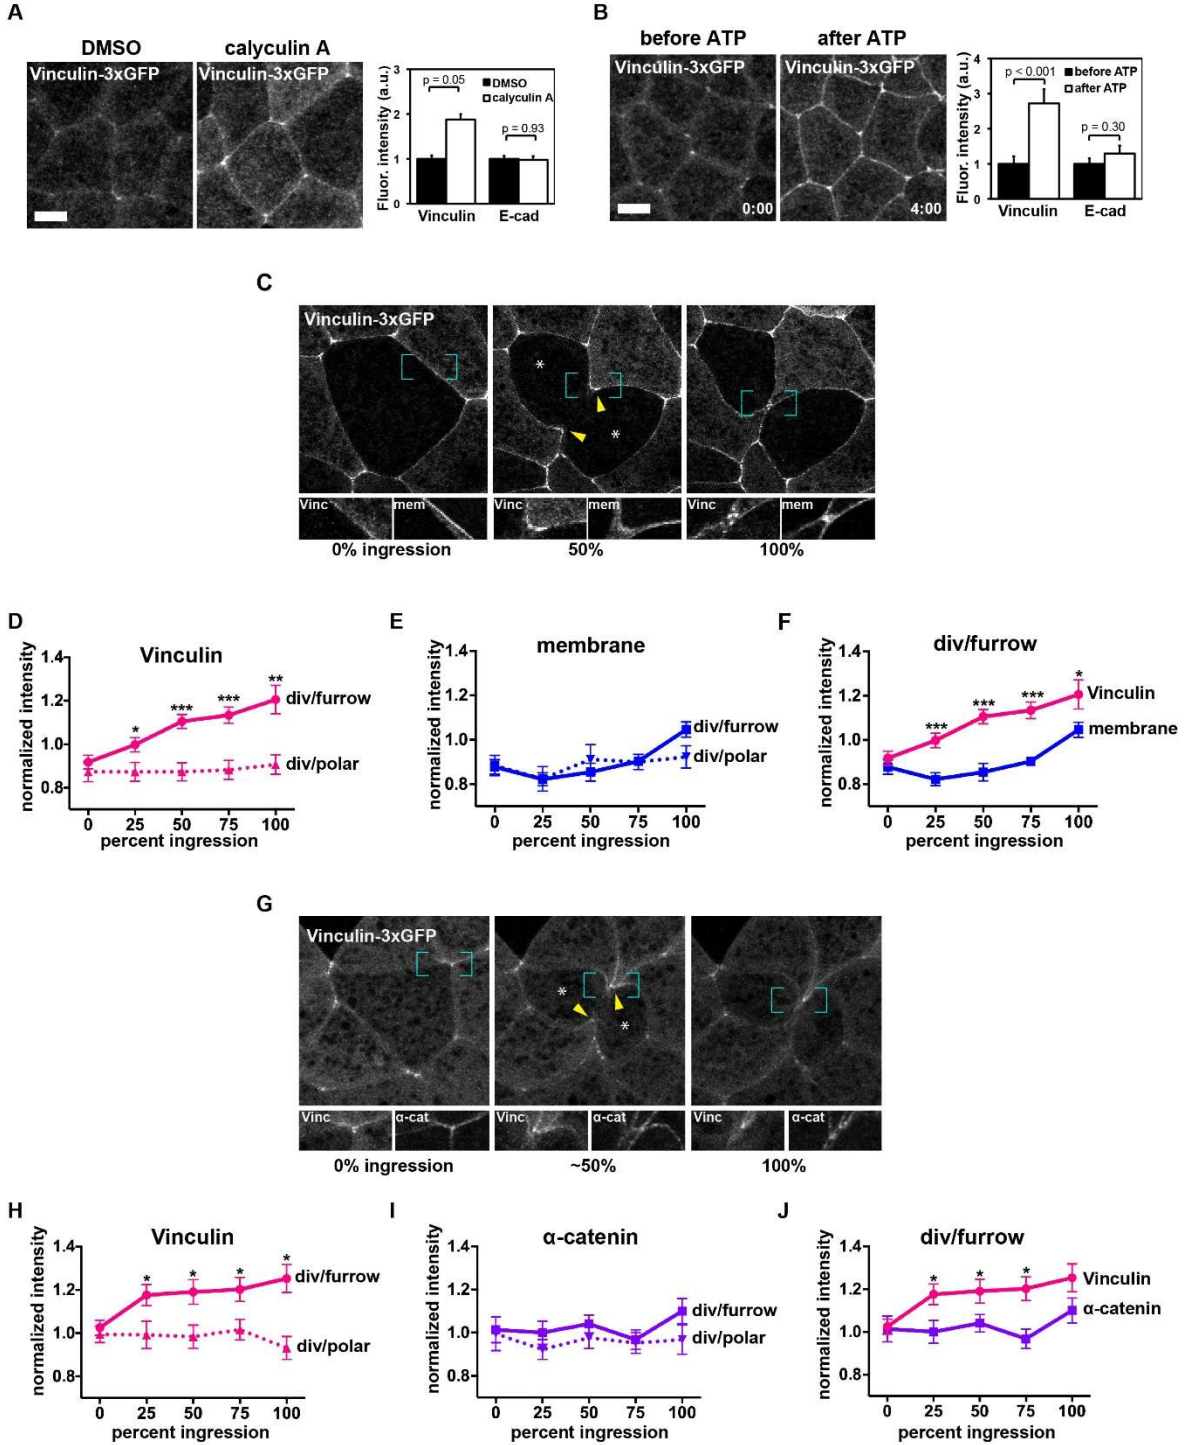 A
B
DMSO
calyculin A
before ATP
after ATP
Vinculin-3xGFP
Vinculin-3xGFP
Vinculin-3xGFP
Vinculin-3xGFP
0:00
4:00
Fluor. intensity (a.u.)
3
2
1
0
p = 0.05
p = 0.93
DMSO
calyculin A
Vinculin
E-cad
Fluor. intensity (a.u.)
4
3
2
1
0
p < 0.001
p = 0.30
before ATP
after ATP
Vinculin
E-cad
C
Vinculin-3xGFP
*
*
Vinc
mem
Vinc
mem
Vinc
mem
0% ingression
50%
100%
D
Vinculin
normalized intensity
1.4
1.2
1.0
0.8
*
***
***
**
div/furrow
div/polar
0 25 50 75 100
percent ingression
E
membrane
normalized intensity
1.4
1.2
1.0
0.8
div/furrow
div/polar
0 25 50 75 100
percent ingression
F
div/furrow
normalized intensity
1.4
1.2
1.0
0.8
***
***
***
*
Vinculin
membrane
0 25 50 75 100
percent ingression
G
Vinculin-3xGFP
*
*
Vinc
α-cat
Vinc
α-cat
Vinc
α-cat
0% ingression
~50%
100%
H
Vinculin
normalized intensity
1.4
1.2
1.0
0.8
*
*
*
*
div/furrow
div/polar
0 25 50 75 100
percent ingression
I
α-catenin
normalized intensity
1.4
1.2
1.0
0.8
div/furrow
div/polar
0 25 50 75 100
percent ingression
J
div/furrow
normalized intensity
1.4
1.2
1.0
0.8
*
*
*
Vinculin
α-catenin
0 25 50 75 100
percent ingression